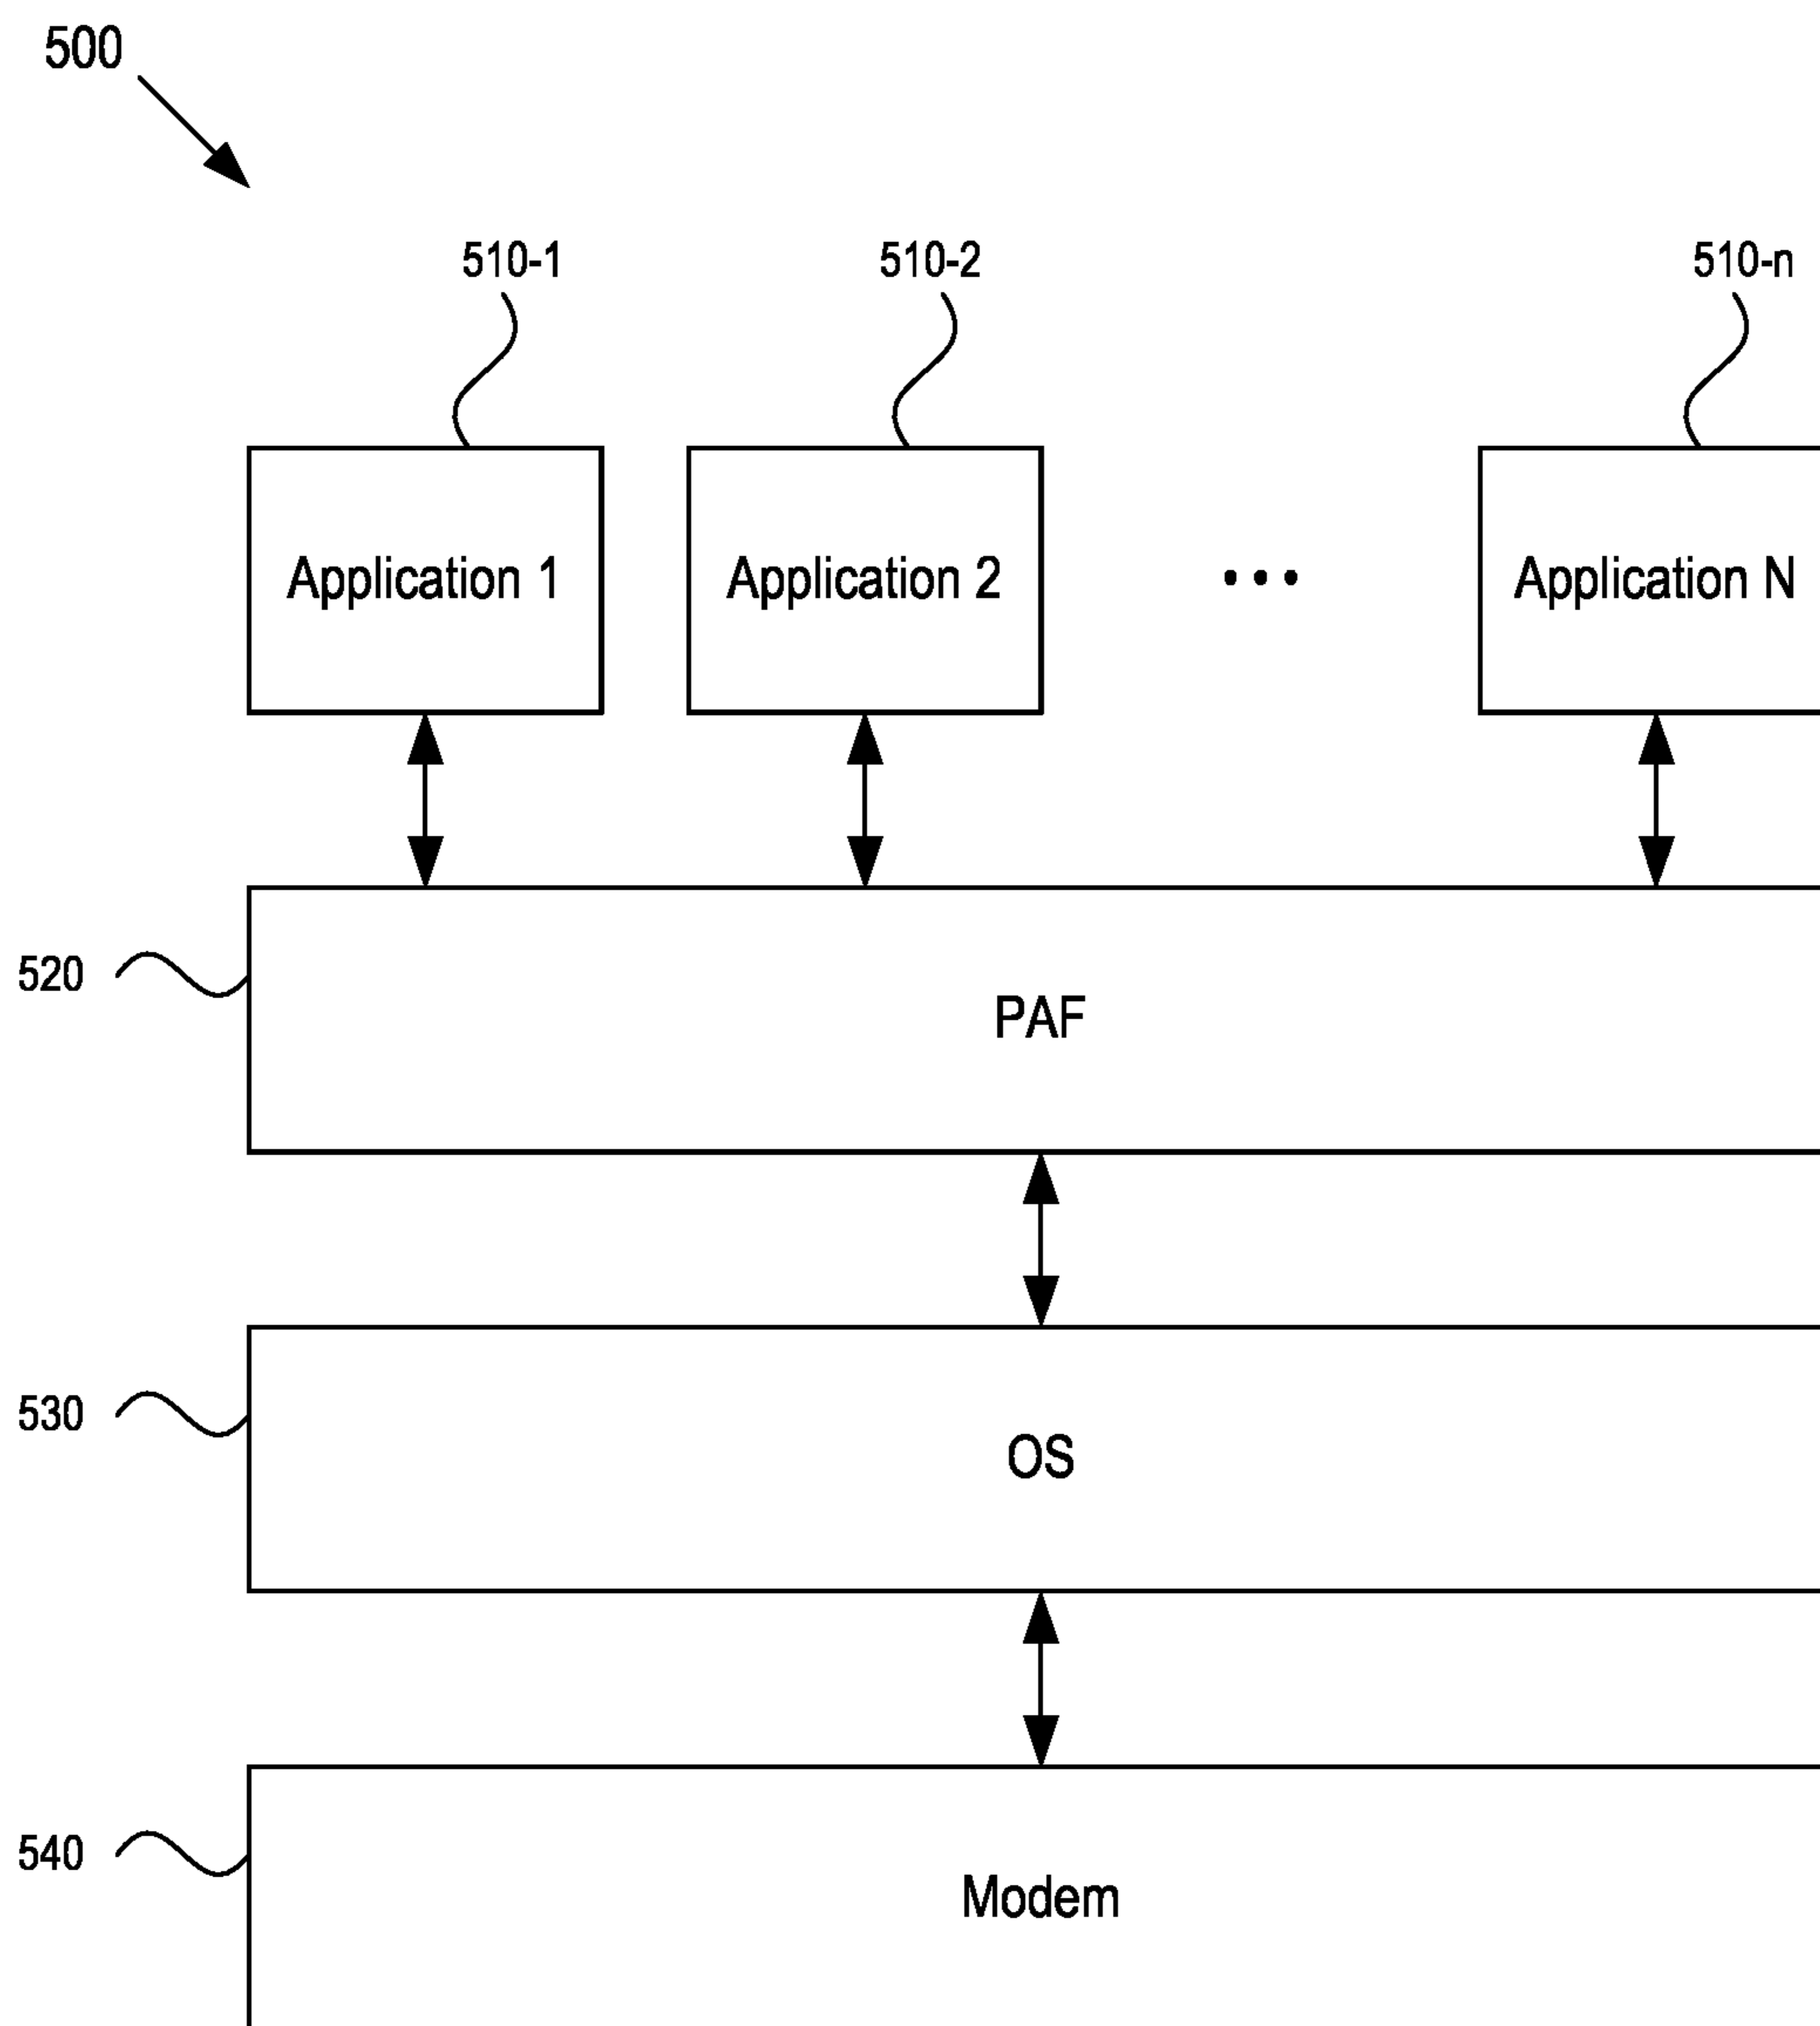 500
510-1
510-2
510-n
Application 1
Application 2
•••
Application N
520
PAF
530
OS
540
Modem